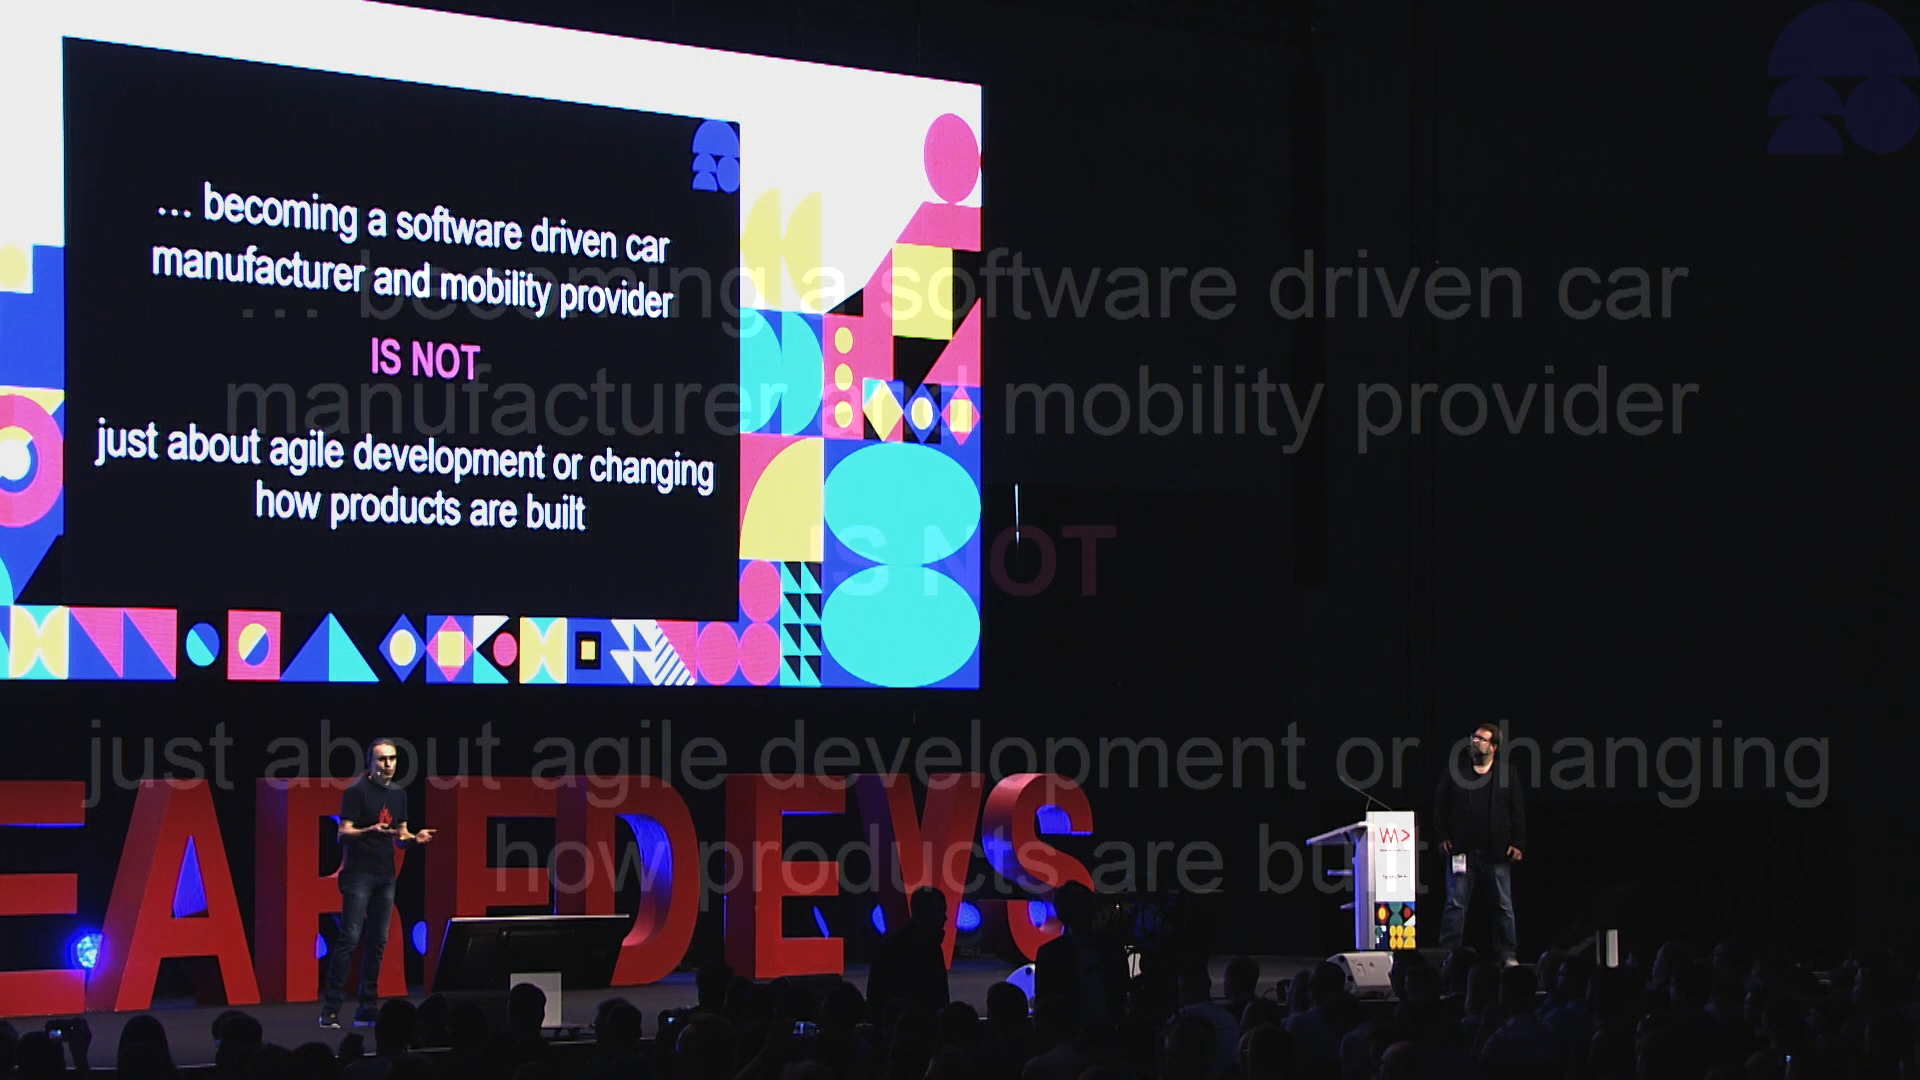 ... becoming a software driven car
manufacturer and mobility provider
IS NOT
just about agile development or changing
how products are built
... becoming a software driven car
manufacturer and mobility provider
IS NOT
just about agile development or changing
how products are built
EAREDEVS